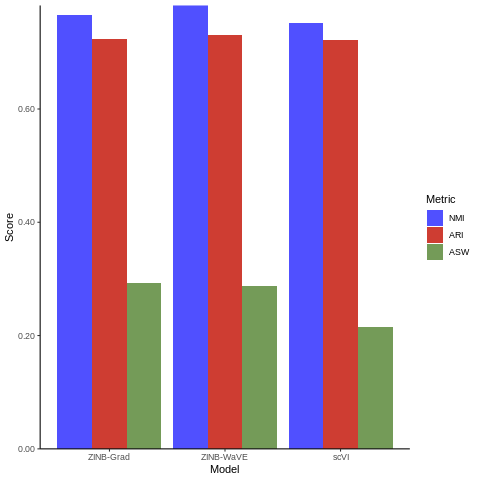 Score
0.60
0.40
0.20
0.00
ZINB-Grad
ZINB-WaVE
scVI
Model
Metric
NMI
ARI
ASW